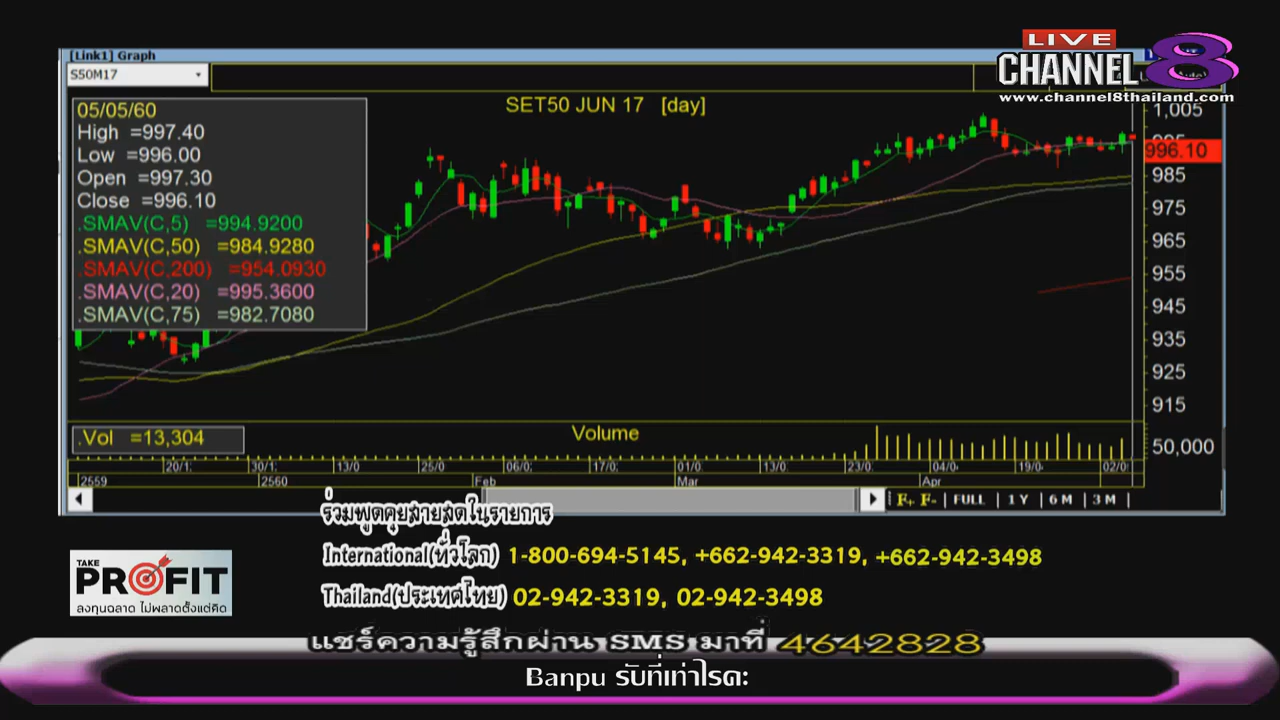 [Link1] Graph
S50M17
LIVE
CHANNEL 8
www.channel8thailand.com
SET50 JUN 17 [day]
05/05/60
High =997.40
Low =996.00
Open =997.30
Close =996.10
.SMAV(C,5) =994.9200
.SMAV(C,50) =984.9280
.SMAV(C,200) =954.0930
.SMAV(C,20) =995.3600
.SMAV(C,75) =982.7080
1,005
995
996.10
985
975
965
955
945
935
925
915
.Vol =13,304
Volume
50,000
20/1: 30/1: 13/0 25/0 06/0: 17/0: 01/0: 13/0: 23/0: 04/0 19/0 02/0
2559 2560 Feb Mar Apr
F+ F- FULL 1 Y 6 M 3 M
ร่วมพูดคุยสายสดในรายการ
International(ทั่วโลก) 1-800-694-5145, +662-942-3319, +662-942-3498
Thailand(ประเทศไทย) 02-942-3319, 02-942-3498
TAKE
PROFIT
ลงทุนฉลาด ไม่พลาดตั้งแต่คิด
แชร์ความรู้สึกผ่าน SMS มาที่ 4642828
Banpu รับที่เท่าไรคะ